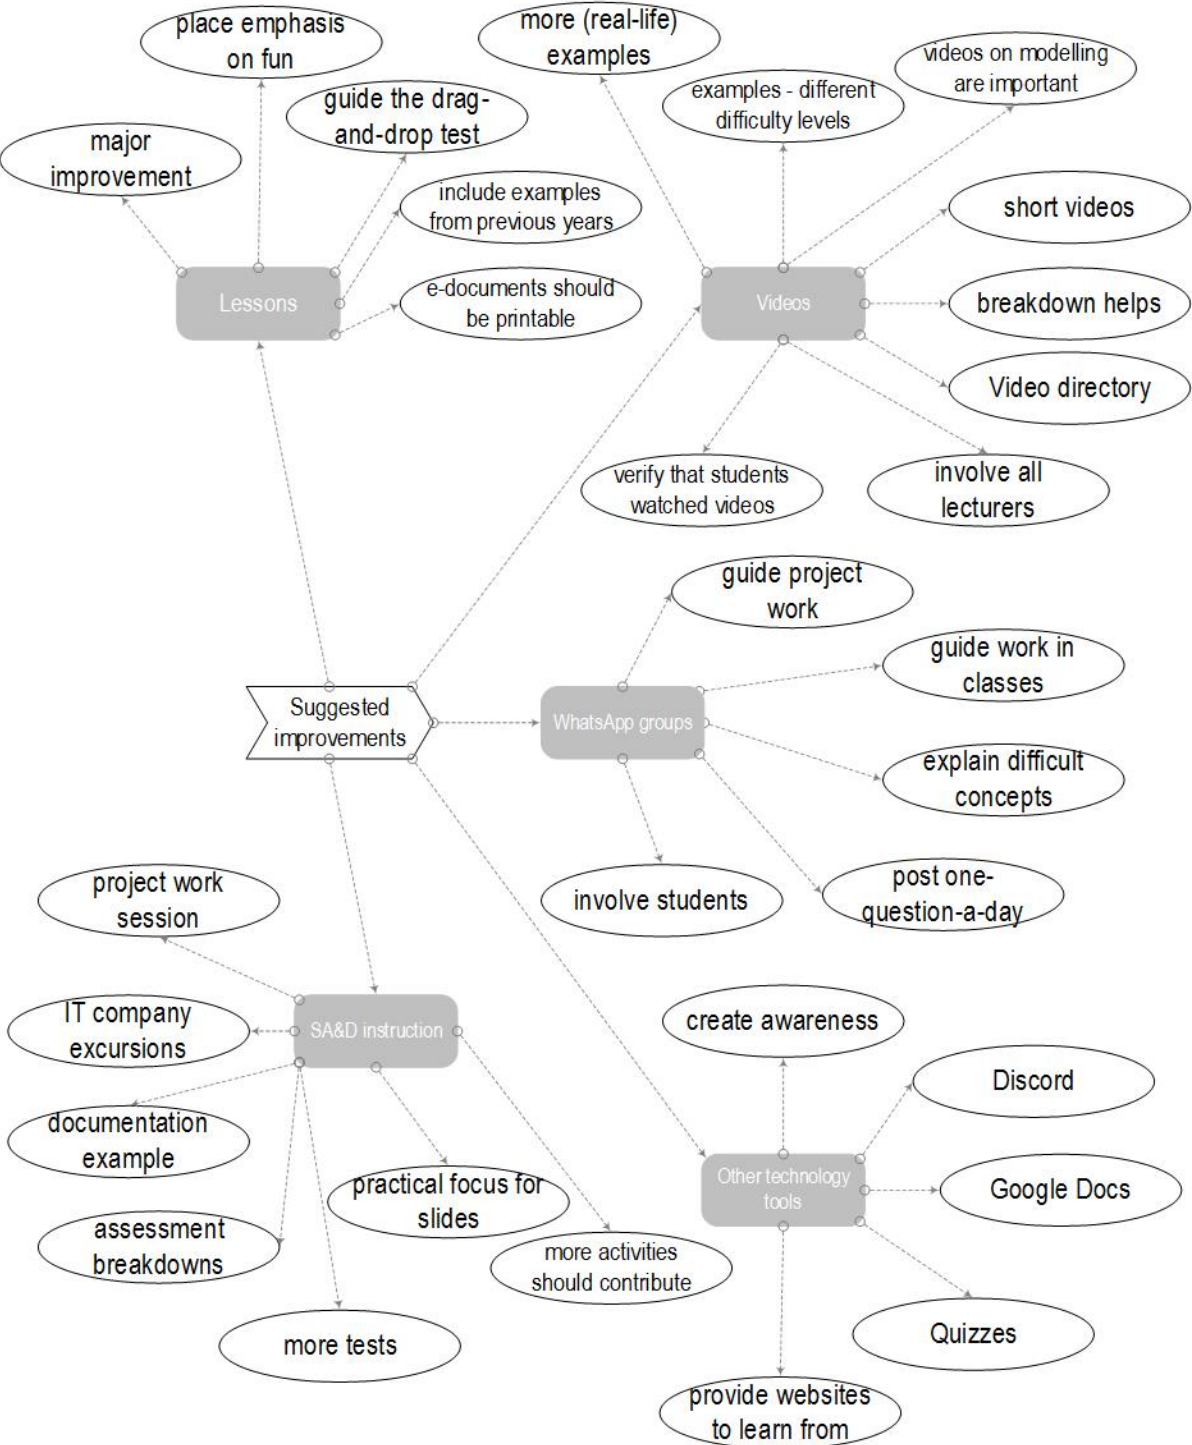 place emphasis
on fun
more (real-life)
examples
videos on modelling
are important
examples - different
difficulty levels
guide the drag-
and-drop test
major
improvement
include examples
from previous years
short videos
Lessons
e-documents should
be printable
Videos
breakdown helps
Video directory
verify that students
watched videos
involve all
lecturers
guide project
work
guide work in
classes
Suggested
improvements
WhatsApp groups
explain difficult
concepts
project work
session
involve students
post one-
question-a-day
IT company
excursions
SA&D instruction
create awareness
Discord
documentation
example
practical focus for
slides
Other technology
tools
Google Docs
assessment
breakdowns
more activities
should contribute
more tests
Quizzes
provide websites
to learn from